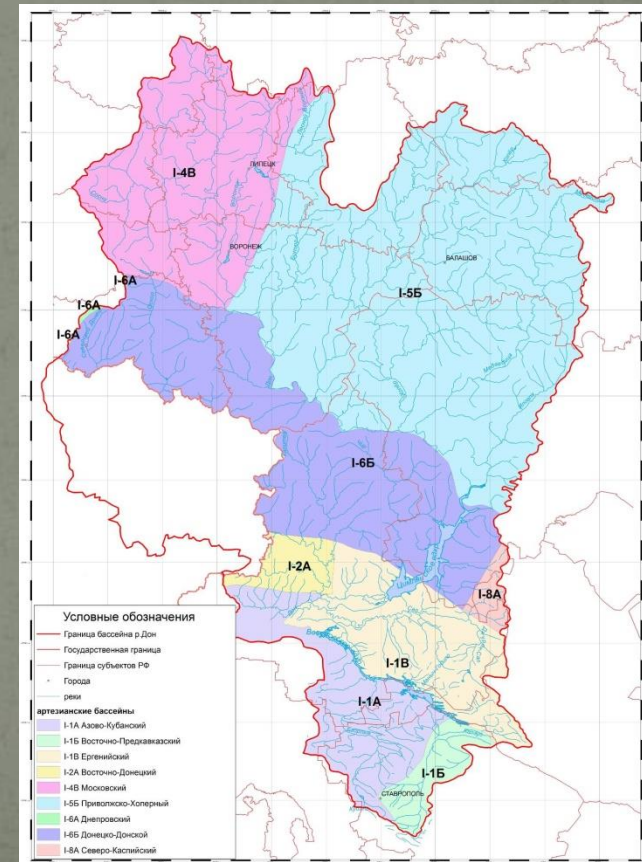 I-4В
ЛИПЕЦК
ВОРОНЕЖ
БАЛАШОВ
I-5Б
I-6А
I-6А
I-6А
I-6Б
I-2А
I-8А
I-1В
I-1А
I-1Б
СТАВРОПОЛЬ
Условные обозначения
Граница бассейна р.Дон
Государственная граница
Граница субъектов РФ
Города
реки
артезианские бассейны
I-1А Азово-Кубанский
I-1Б Восточно-Предкавказский
I-1В Ергенийский
I-2А Восточно-Донецкий
I-4В Московский
I-5Б Приволжско-Хоперный
I-6А Днепровский
I-6Б Донецко-Донской
I-8А Северо-Каспийский